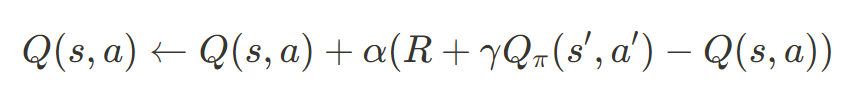 Q(s, a) ← Q(s, a) + α(R + γQ_π(s′, a′) − Q(s, a))